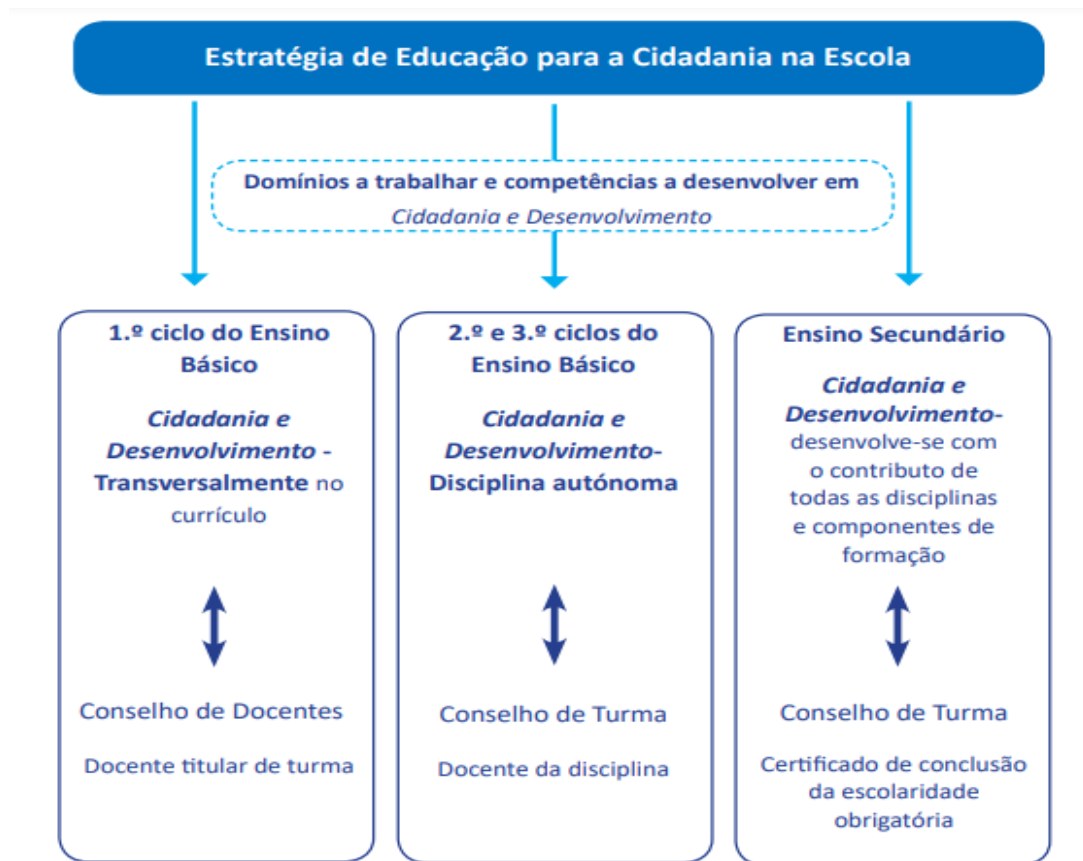 Estratégia de Educação para a Cidadania na Escola
Domínios a trabalhar e competências a desenvolver em
Cidadania e Desenvolvimento
1.º ciclo do Ensino
Básico
Cidadania e
Desenvolvimento -
Transversalmente no
currículo
Conselho de Docentes
Docente titular de turma
2.º e 3.º ciclos do
Ensino Básico
Cidadania e
Desenvolvimento-
Disciplina autónoma
Conselho de Turma
Docente da disciplina
Ensino Secundário
Cidadania e
Desenvolvimento-
desenvolve-se com
o contributo de
todas as disciplinas
e componentes de
formação
Conselho de Turma
Certificado de conclusão
da escolaridade
obrigatória